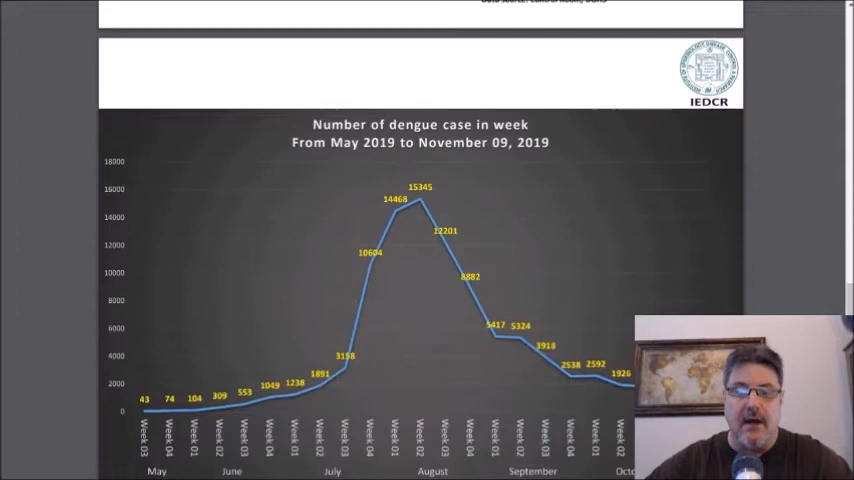 IEDCR
Number of dengue case in week
From May 2019 to November 09, 2019
18000
16000
14000
12000
10000
8000
6000
4000
2000
0
43 74 104 309 553 1049 1238 1891 3158 10604 14468 15345 12201 8882 5417 5324 3918 2538 2592 1926
Week 03 Week 04 Week 01 Week 02 Week 03 Week 04 Week 01 Week 02 Week 03 Week 04 Week 01 Week 02 Week 03 Week 04 Week 01 Week 02 Week 03 Week 04 Week 01 Week 02
May June July August September Octo